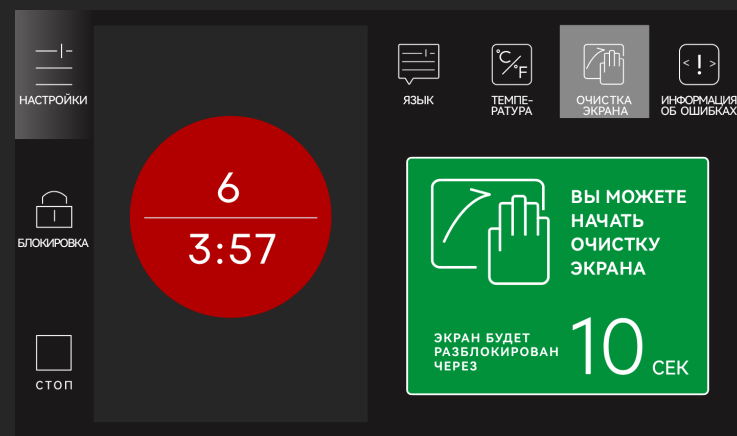 НАСТРОЙКИ
БЛОКИРОВКА
СТОП
6
3:57
ЯЗЫК
°C/°F
ТЕМПЕ-
РАТУРА
ОЧИСТКА
ЭКРАНА
< ! >
ИНФОРМАЦИЯ
ОБ ОШИБКАХ
ВЫ МОЖЕТЕ
НАЧАТЬ
ОЧИСТКУ
ЭКРАНА
ЭКРАН БУДЕТ
РАЗБЛОКИРОВАН
ЧЕРЕЗ
10 СЕК